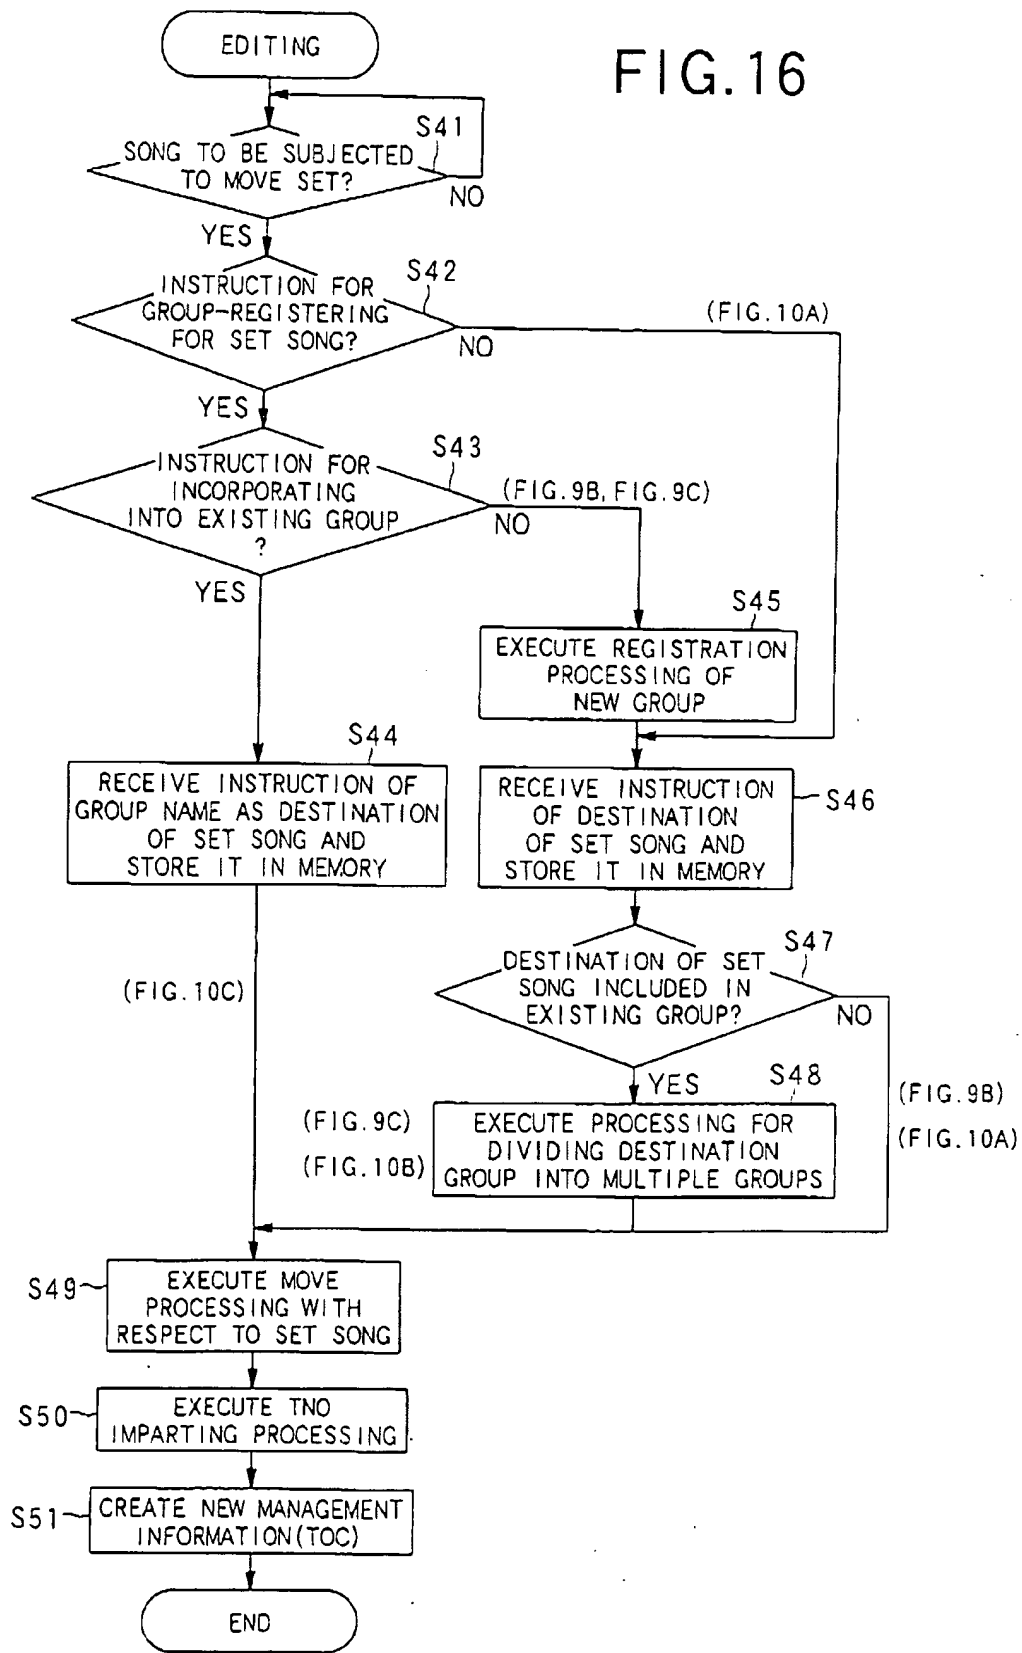 EDITING
FIG.16
S41
SONG TO BE SUBJECTED
TO MOVE SET?
NO
YES
S42
INSTRUCTION FOR
GROUP-REGISTERING
FOR SET SONG?
(FIG.10A)
NO
YES
S43
INSTRUCTION FOR
INCORPORATING
INTO EXISTING GROUP
?
(FIG.9B, FIG.9C)
NO
YES
S45
EXECUTE REGISTRATION
PROCESSING OF
NEW GROUP
S44
RECEIVE INSTRUCTION OF
GROUP NAME AS DESTINATION
OF SET SONG AND
STORE IT IN MEMORY
RECEIVE INSTRUCTION
OF DESTINATION
OF SET SONG AND
STORE IT IN MEMORY
S46
S47
DESTINATION OF SET
SONG INCLUDED IN
EXISTING GROUP?
NO
(FIG.10C)
YES
S48
(FIG.9B)
(FIG.10A)
(FIG.9C)
(FIG.10B)
EXECUTE PROCESSING FOR
DIVIDING DESTINATION
GROUP INTO MULTIPLE GROUPS
S49
EXECUTE MOVE
PROCESSING WITH
RESPECT TO SET SONG
S50
EXECUTE TNO
IMPARTING PROCESSING
S51
CREATE NEW MANAGEMENT
INFORMATION(TOC)
END